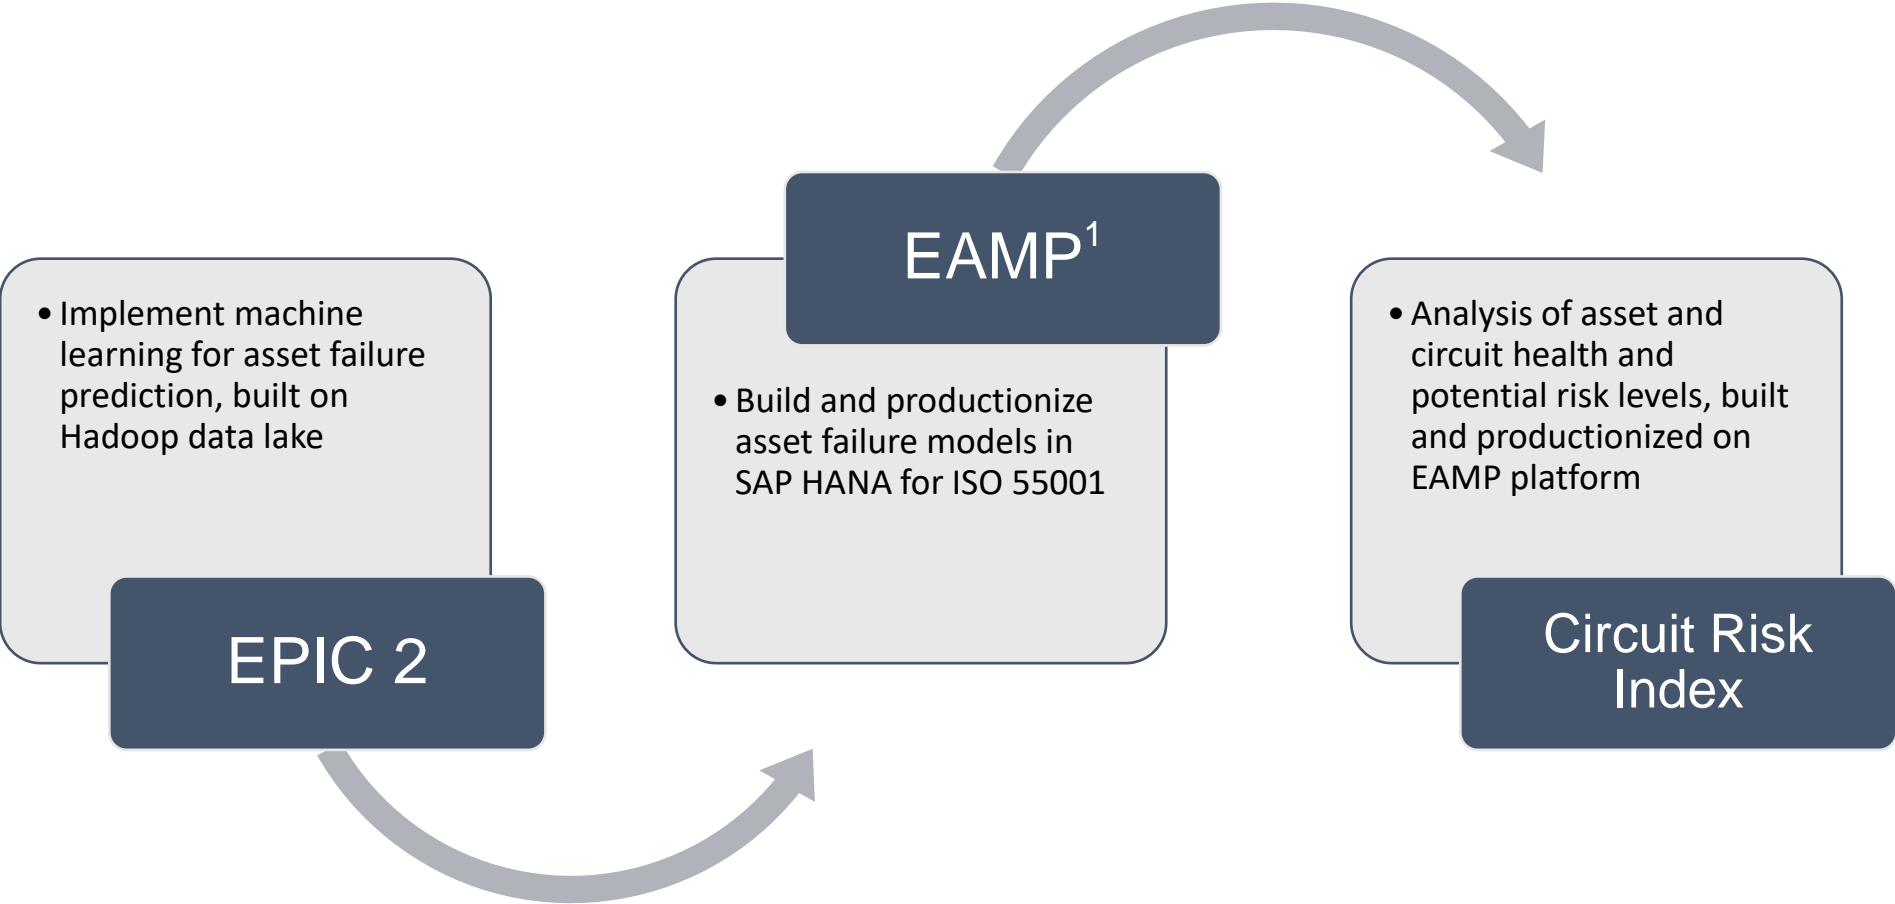 • Implement machine
learning for asset failure
prediction, built on
Hadoop data lake
EPIC 2
EAMP¹
• Build and productionize
asset failure models in
SAP HANA for ISO 55001
• Analysis of asset and
circuit health and
potential risk levels, built
and productionized on
EAMP platform
Circuit Risk
Index